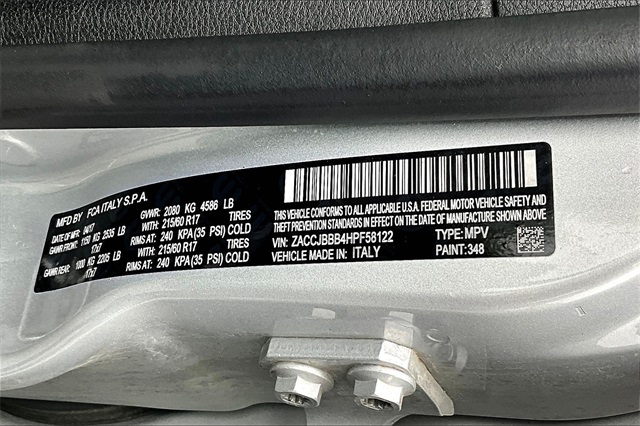 MFD BY FCA ITALY S.P.A.
DATE OF MFR 04/17 GVWR: 2080 KG 4586 LB
GAWR FRONT: 1150 KG 2535 LB WITH: 215/60 R17 TIRES
17x7 RIMS AT: 240 KPA(35 PSI) COLD
GAWR REAR: 1000 KG 2205 LB WITH: 215/60 R17 TIRES
17x7 RIMS AT: 240 KPA(35 PSI) COLD
THIS VEHICLE CONFORMS TO ALL APPLICABLE U.S.A. FEDERAL MOTOR VEHICLE SAFETY
STANDARDS IN EFFECT ON THE DATE OF MANUFACTURE SHOWN ABOVE.
VIN: ZACCJBBB4HPF58122 TYPE: MPV
VEHICLE MADE IN: ITALY PAINT: 348